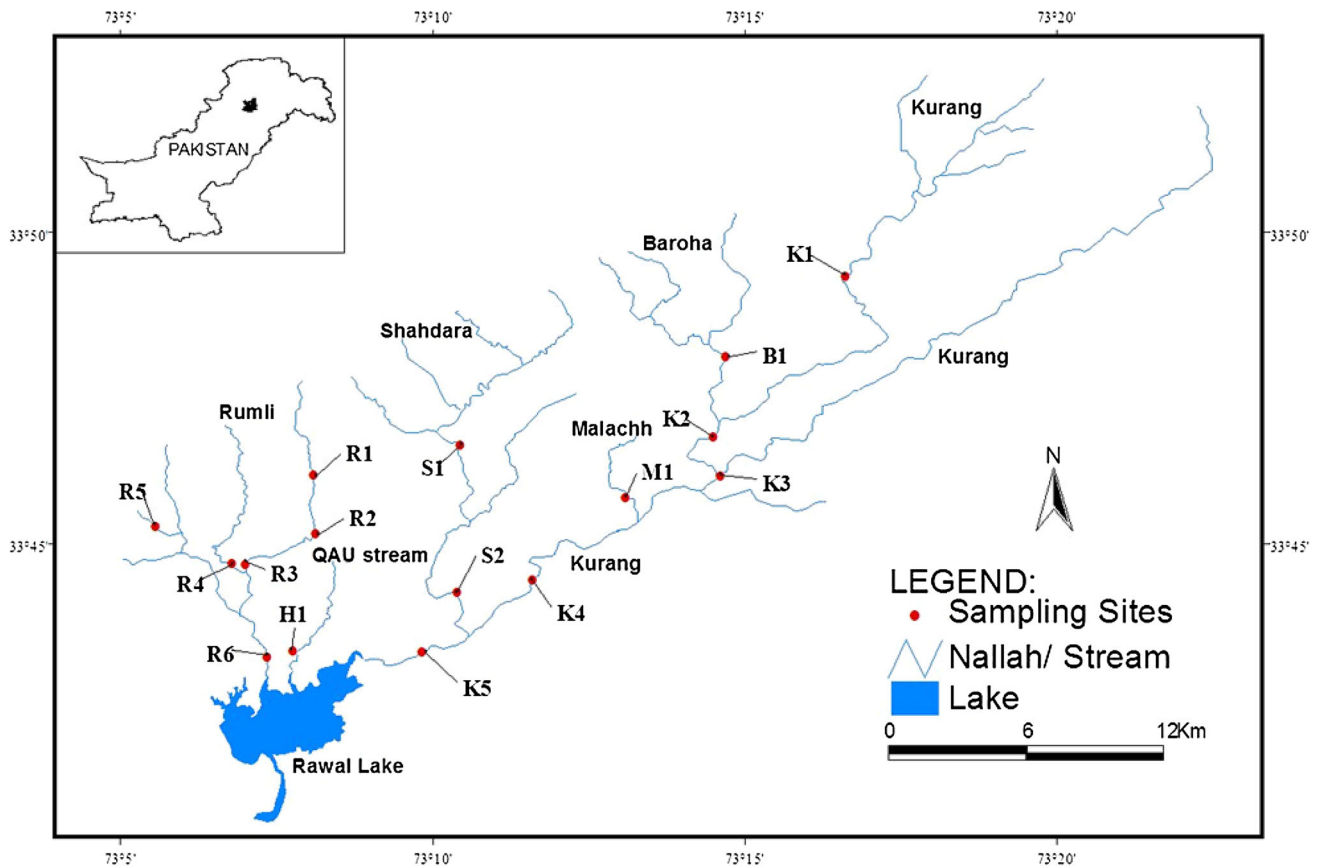 73°5'
73°10'
73°15'
73°20'
PAKISTAN
Kurang
33°50'
33°50'
Baroha
K1
Shahdara
B1
Kurang
Rumli
K2
Malachh
R1
S1
M1
K3
N
R5
R2
33°45'
QAU stream
S2
Kurang
33°45'
R4
R3
K4
LEGEND:
Sampling Sites
H1
R6
Nallah/ Stream
K5
Lake
0 6 12Km
Rawal Lake
73°5'
73°10'
73°15'
73°20'